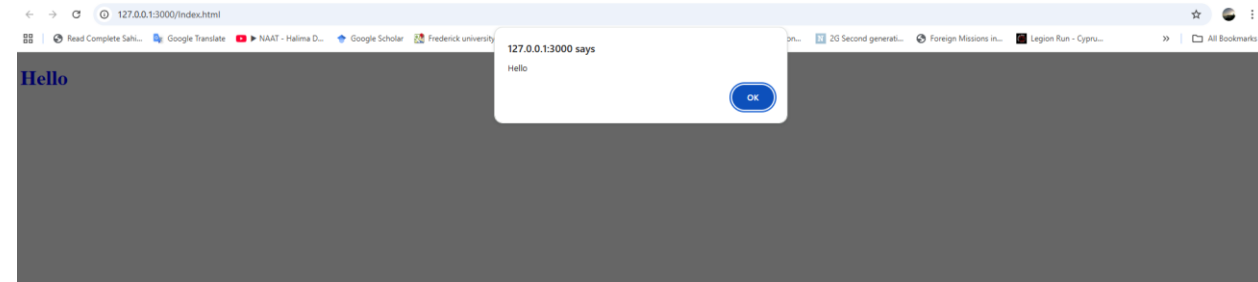 127.0.0.1:3000/Index.html
Read Complete Sahi... Google Translate NAAT - Halima D... Google Scholar Frederick university on... 2G Second generati... Foreign Missions in... Legion Run - Cypru... » All Bookmarks
127.0.0.1:3000 says
Hello
OK
Hello